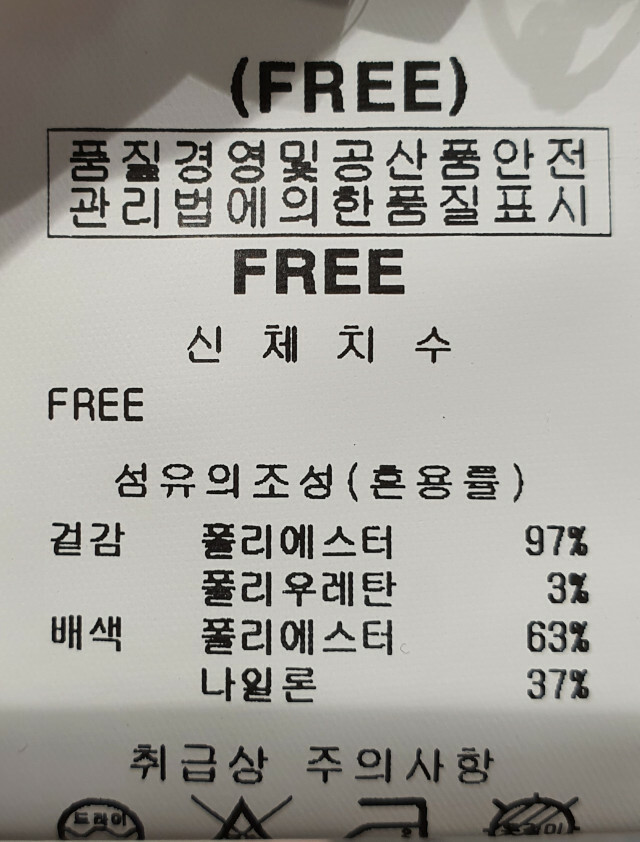 (FREE)
품질경영및공산품안전
관리법에의한품질표시
FREE
신 체 치 수
FREE
섬유의조성(혼용률)
겉감 폴리에스터 97%
폴리우레탄 3%
배색 폴리에스터 63%
나일론 37%
취급상 주의사항
드라이